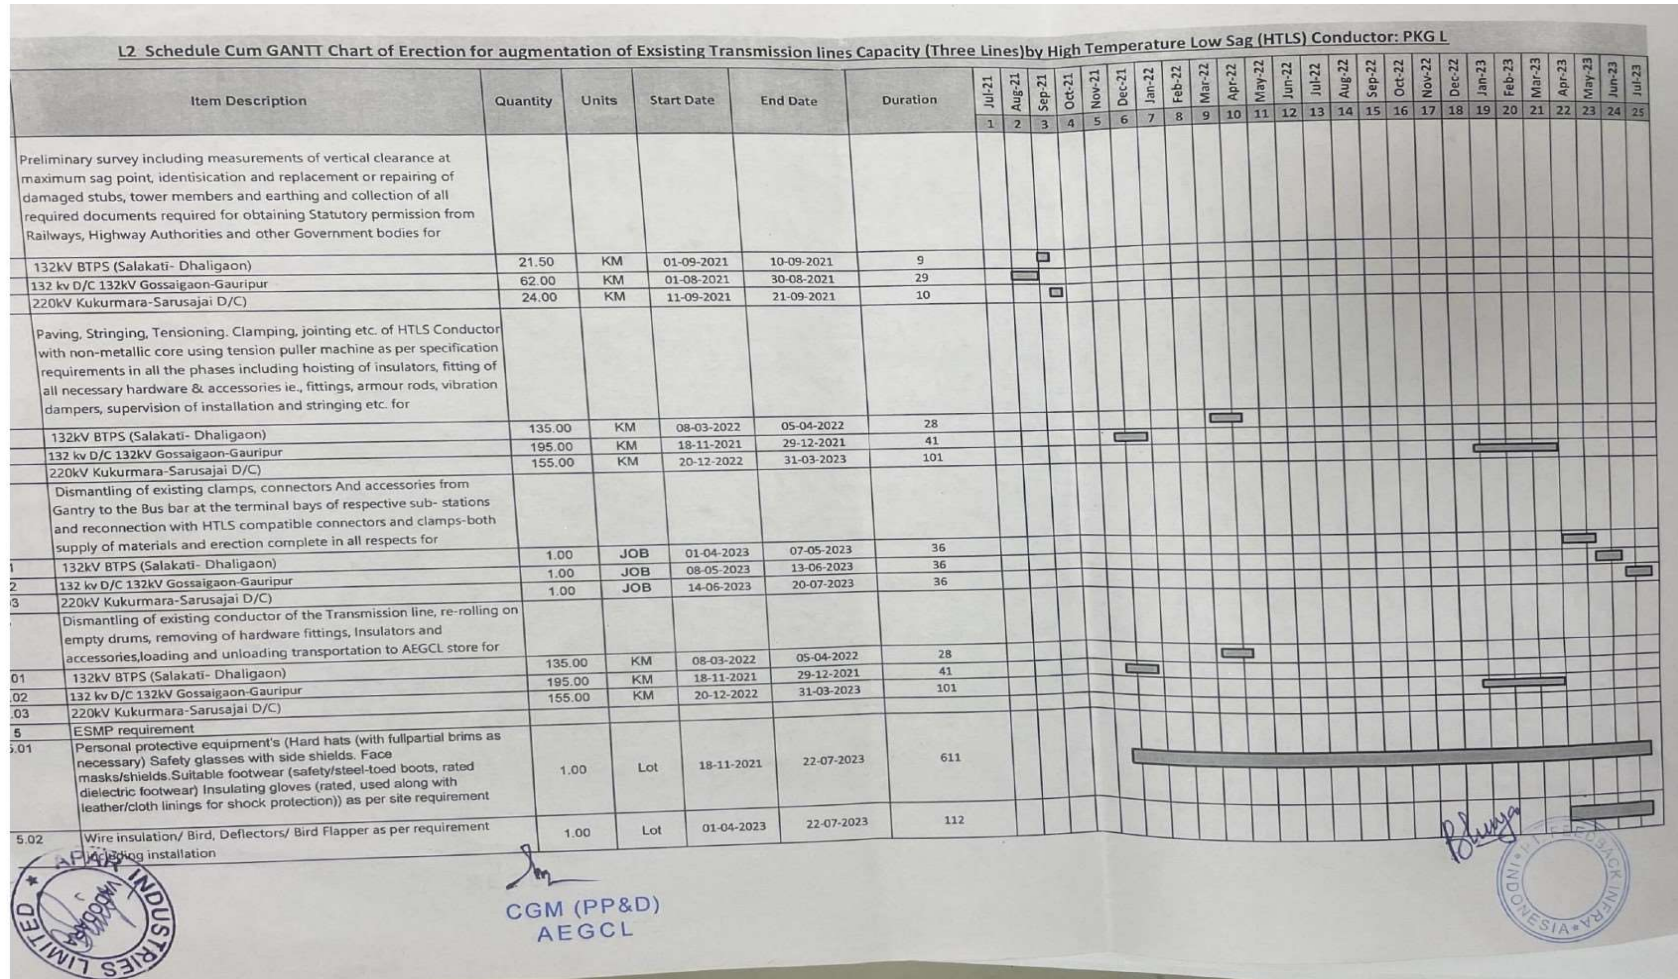 L2 Schedule Cum GANTT Chart of Erection for augmentation of Exsisting Transmission lines Capacity (Three Lines)by High Temperature Low Sag (HTLS) Conductor: PKG L
Item Description Quantity Units Start Date End Date Duration Jul-21 Aug-21 Sep-21 Oct-21 Nov-21 Dec-21 Jan-22 Feb-22 Mar-22 Apr-22 May-22 Jun-22 Jul-22 Aug-22 Sep-22 Oct-22 Nov-22 Dec-22 Jan-23 Feb-23 Mar-23 Apr-23 May-23 Jun-23 Jul-23
1 2 3 4 5 6 7 8 9 10 11 12 13 14 15 16 17 18 19 20 21 22 23 24 25
Preliminary survey including measurements of vertical clearance at
maximum sag point, identisication and replacement or repairing of
damaged stubs, tower members and earthing and collection of all
required documents required for obtaining Statutory permission from
Railways, Highway Authorities and other Government bodies for
132kV BTPS (Salakati- Dhaligaon) 21.50 KM 01-09-2021 10-09-2021 9
132 kv D/C 132kV Gossaigaon-Gauripur 62.00 KM 01-08-2021 30-08-2021 29
220kV Kukurmara-Sarusajai D/C) 24.00 KM 11-09-2021 21-09-2021 10
Paving, Stringing, Tensioning. Clamping, jointing etc. of HTLS Conductor
with non-metallic core using tension puller machine as per specification
requirements in all the phases including hoisting of insulators, fitting of
all necessary hardware & accessories ie., fittings, armour rods, vibration
dampers, supervision of installation and stringing etc. for
132kV BTPS (Salakati- Dhaligaon) 135.00 KM 08-03-2022 05-04-2022 28
132 kv D/C 132kV Gossaigaon-Gauripur 195.00 KM 18-11-2021 29-12-2021 41
220kV Kukurmara-Sarusajai D/C) 155.00 KM 20-12-2022 31-03-2023 101
Dismantling of existing clamps, connectors And accessories from
Gantry to the Bus bar at the terminal bays of respective sub- stations
and reconnection with HTLS compatible connectors and clamps-both
supply of materials and erection complete in all respects for
1 132kV BTPS (Salakati- Dhaligaon) 1.00 JOB 01-04-2023 07-05-2023 36
2 132 kv D/C 132kV Gossaigaon-Gauripur 1.00 JOB 08-05-2023 13-06-2023 36
3 220kV Kukurmara-Sarusajai D/C) 1.00 JOB 14-06-2023 20-07-2023 36
Dismantling of existing conductor of the Transmission line, re-rolling on
empty drums, removing of hardware fittings, Insulators and
accessories,loading and unloading transportation to AEGCL store for
01 132kV BTPS (Salakati- Dhaligaon) 135.00 KM 08-03-2022 05-04-2022 28
.02 132 kv D/C 132kV Gossaigaon-Gauripur 195.00 KM 18-11-2021 29-12-2021 41
.03 220kV Kukurmara-Sarusajai D/C) 155.00 KM 20-12-2022 31-03-2023 101
5 ESMP requirement
5.01 Personal protective equipment's (Hard hats (with fullpartial brims as
necessary) Safety glasses with side shields. Face
masks/shields.Suitable footwear (safety/steel-toed boots, rated
dielectric footwear) Insulating gloves (rated, used along with
leather/cloth linings for shock protection)) as per site requirement 1.00 Lot 18-11-2021 22-07-2023 611
5.02 Wire insulation/ Bird, Deflectors/ Bird Flapper as per requirement
including installation 1.00 Lot 01-04-2023 22-07-2023 112
APAR INDUSTRIES LIMITED
VADODARA
CGM (PP&D)
AEGCL
PT. FEEDBACK INFRA
INDONESIA